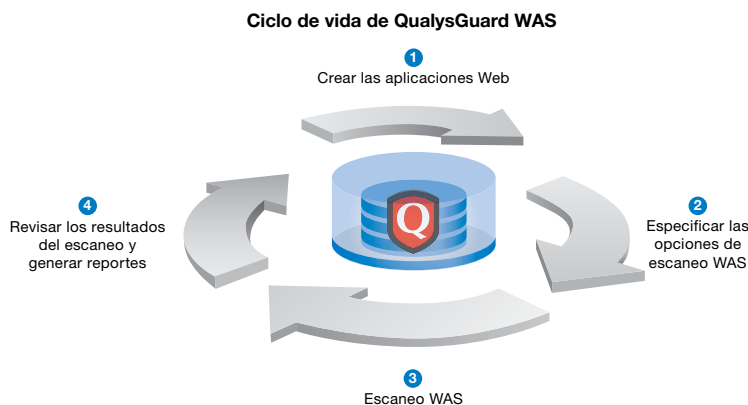 Ciclo de vida de QualysGuard WAS
1
Crear las aplicaciones Web
2
Especificar las
opciones de
escaneo WAS
3
Escaneo WAS
4
Revisar los resultados
del escaneo y
generar reportes
Q